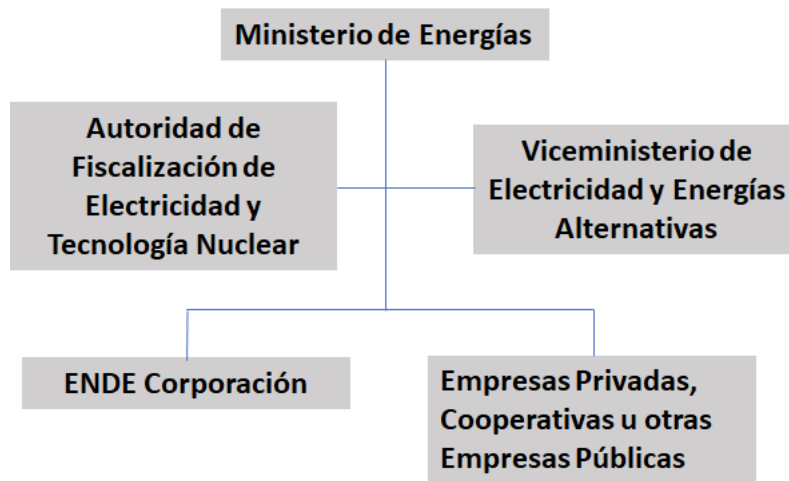 Ministerio de Energías
Autoridad de
Fiscalización de
Electricidad y
Tecnología Nuclear
Viceministerio de
Electricidad y Energías
Alternativas
ENDE Corporación
Empresas Privadas,
Cooperativas u otras
Empresas Públicas